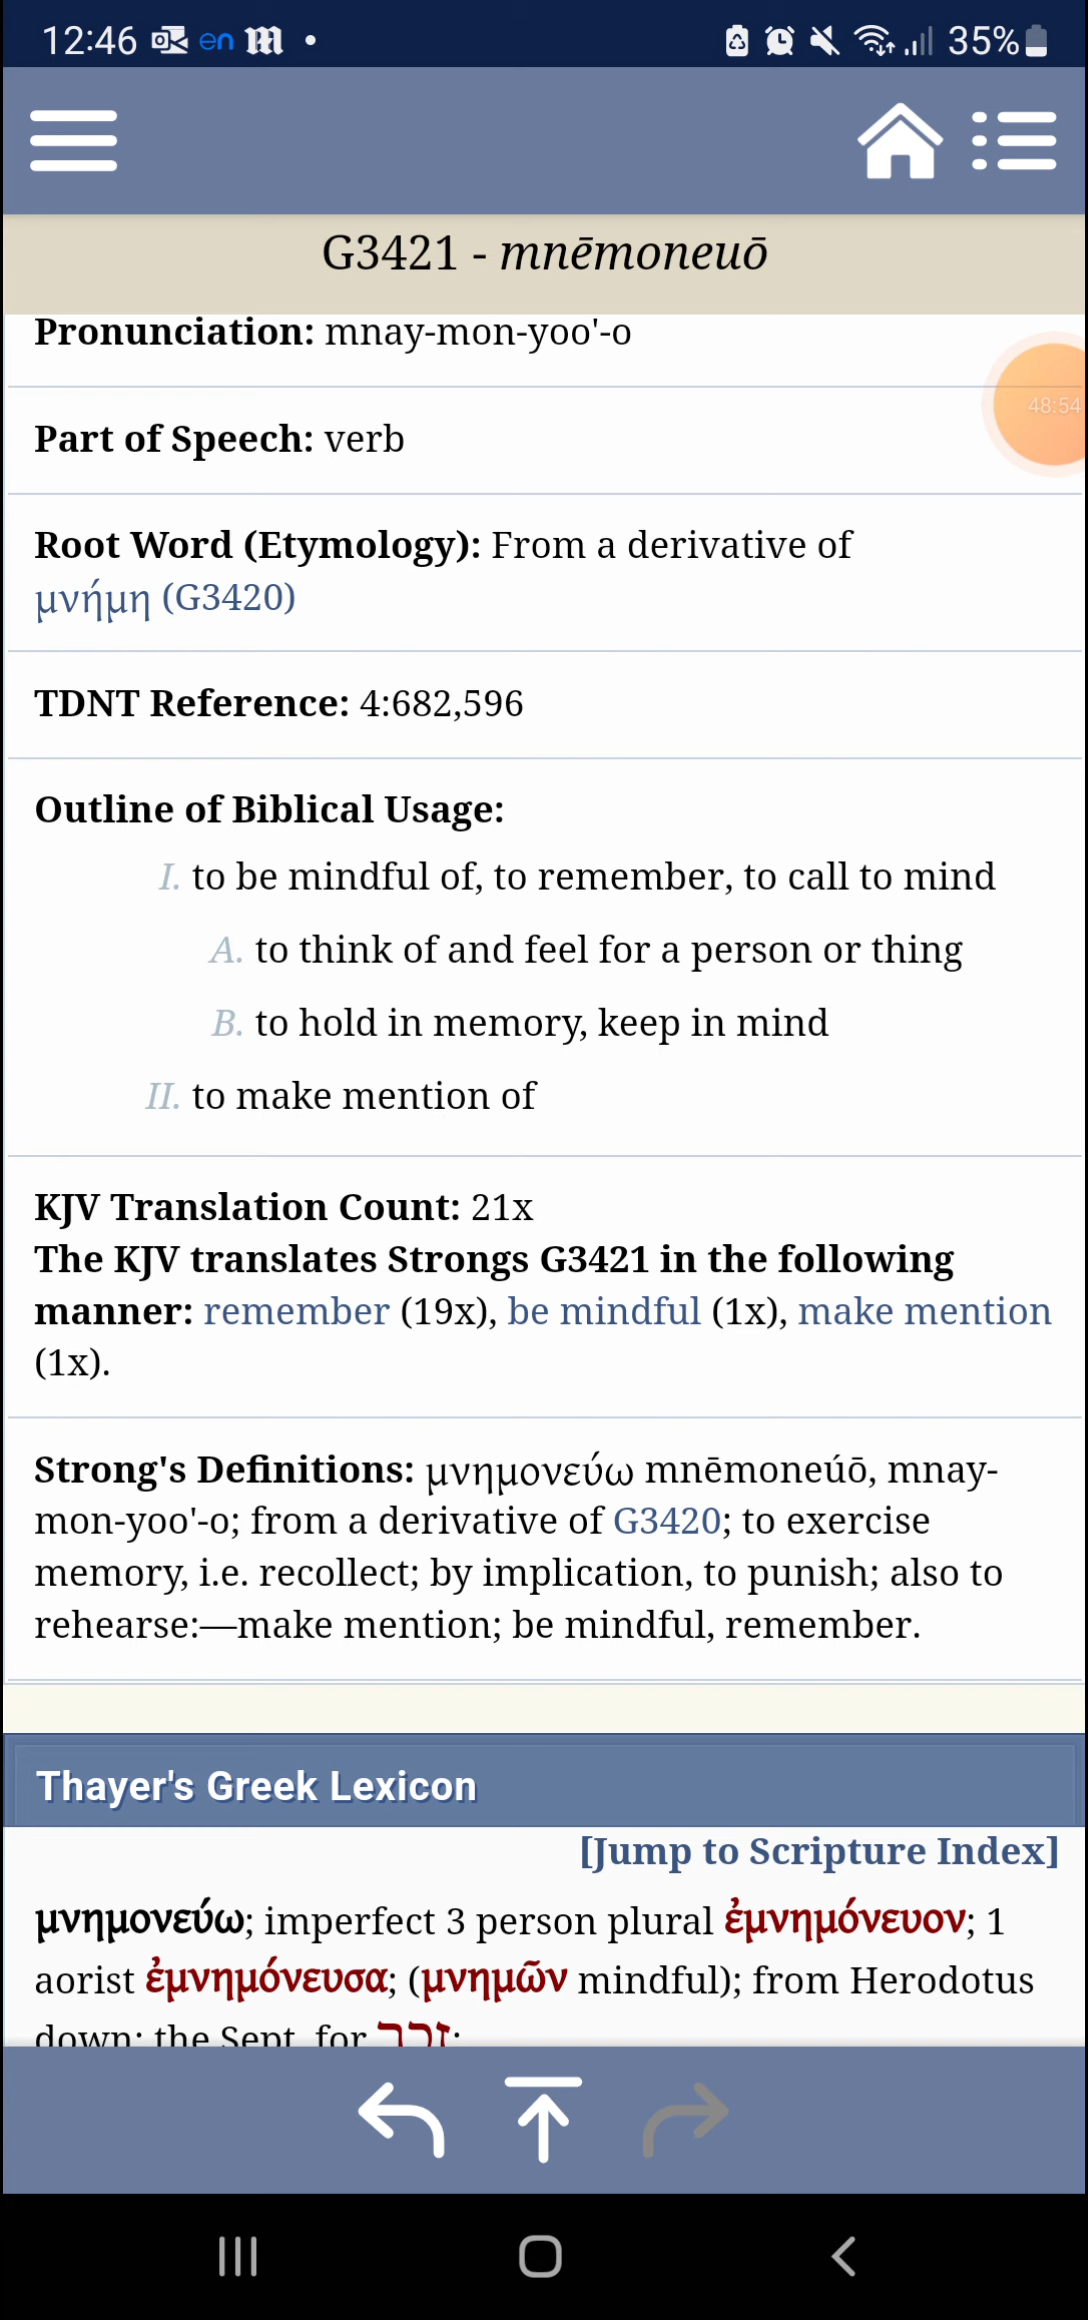 12:46 en
35%
G3421 - mnēmoneuō
Pronunciation: mnay-mon-yoo'-o
48:54
Part of Speech: verb
Root Word (Etymology): From a derivative of
μνήμη (G3420)
TDNT Reference: 4:682,596
Outline of Biblical Usage:
I. to be mindful of, to remember, to call to mind
A. to think of and feel for a person or thing
B. to hold in memory, keep in mind
II. to make mention of
KJV Translation Count: 21x
The KJV translates Strongs G3421 in the following
manner: remember (19x), be mindful (1x), make mention
(1x).
Strong's Definitions: μνημονεύω mnēmoneúō, mnay-
mon-yoo'-o; from a derivative of G3420; to exercise
memory, i.e. recollect; by implication, to punish; also to
rehearse:—make mention; be mindful, remember.
Thayer's Greek Lexicon
[Jump to Scripture Index]
μνημονεύω; imperfect 3 person plural ἐμνημόνευον; 1
aorist ἐμνημόνευσα; (μνημῶν mindful); from Herodotus
down; the Sept. for זכר;